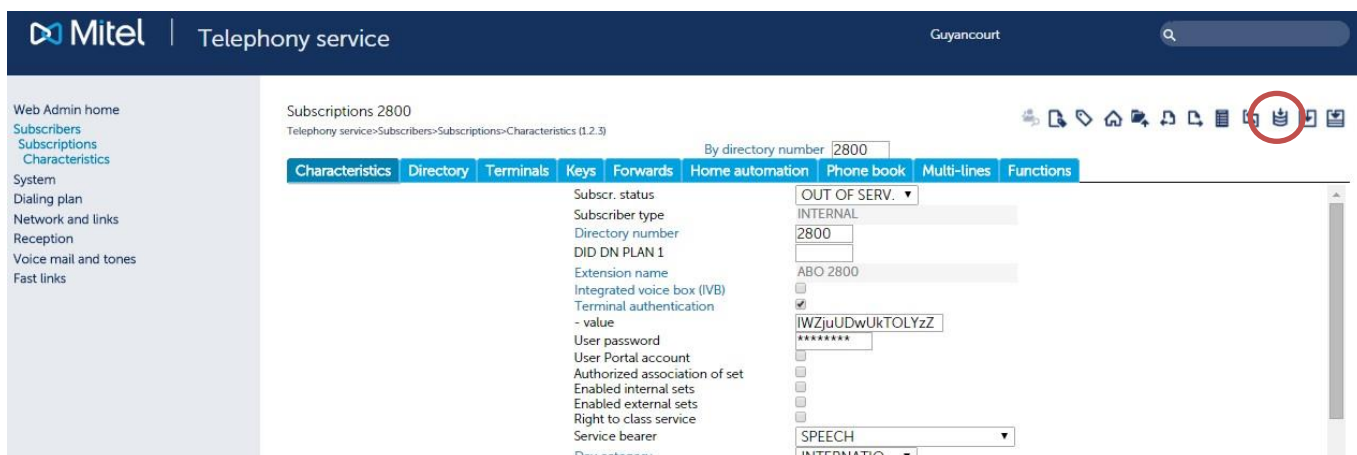 Mitel | Telephony service
Guyancourt
Web Admin home
Subscribers
Subscriptions
Characteristics
System
Dialing plan
Network and links
Reception
Voice mail and tones
Fast links
Subscriptions 2800
Telephony service>Subscribers>Subscriptions>Characteristics (1.2.3)
By directory number 2800
Characteristics Directory Terminals Keys Forwards Home automation Phone book Multi-lines Functions
Subscr. status OUT OF SERV.
Subscriber type INTERNAL
Directory number 2800
DID DN PLAN 1
Extension name ABO 2800
Integrated voice box (IVB)
Terminal authentication
- value IWZjuUDwUkTOLYzZ
User password ********
User Portal account
Authorized association of set
Enabled internal sets
Enabled external sets
Right to class service
Service bearer SPEECH
Day category INTERNATIO